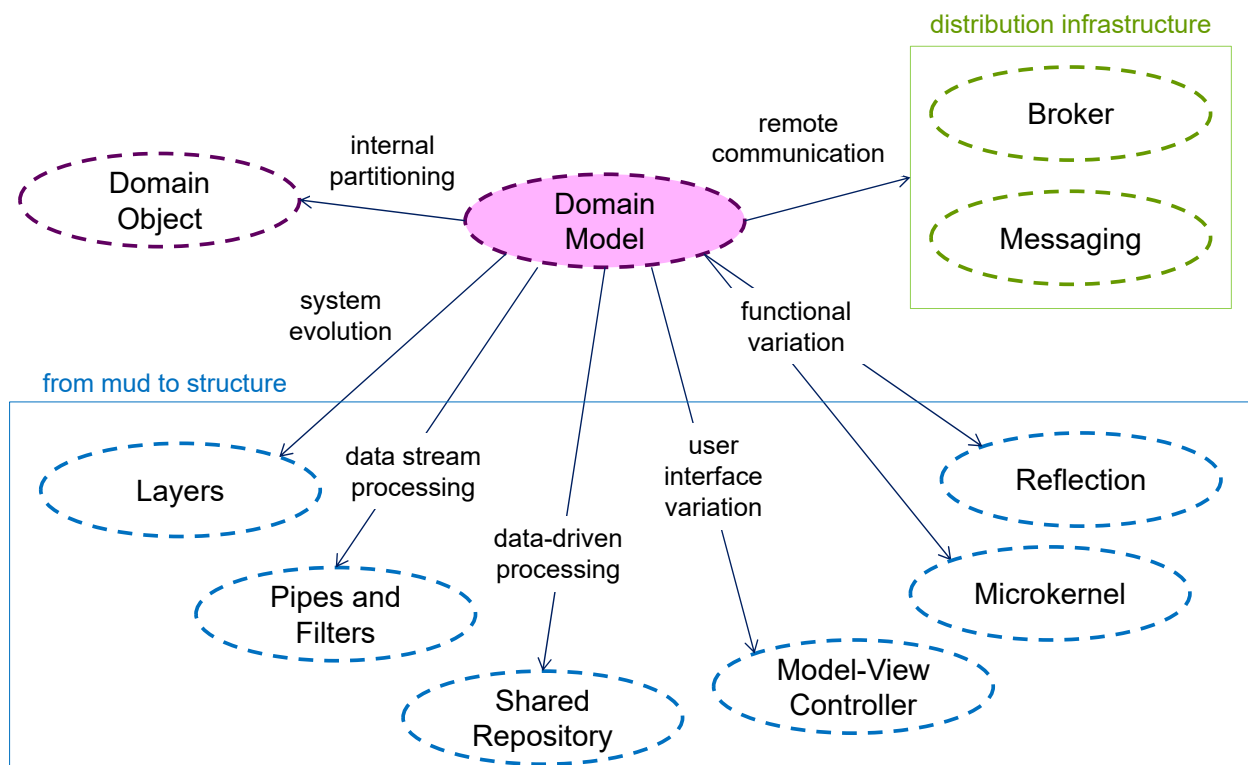 distribution infrastructure
Broker
Messaging
remote
communication
internal
partitioning
Domain
Object
Domain
Model
system
evolution
functional
variation
from mud to structure
Layers
data stream
processing
user
interface
variation
Reflection
data-driven
processing
Pipes and
Filters
Microkernel
Model-View
Controller
Shared
Repository